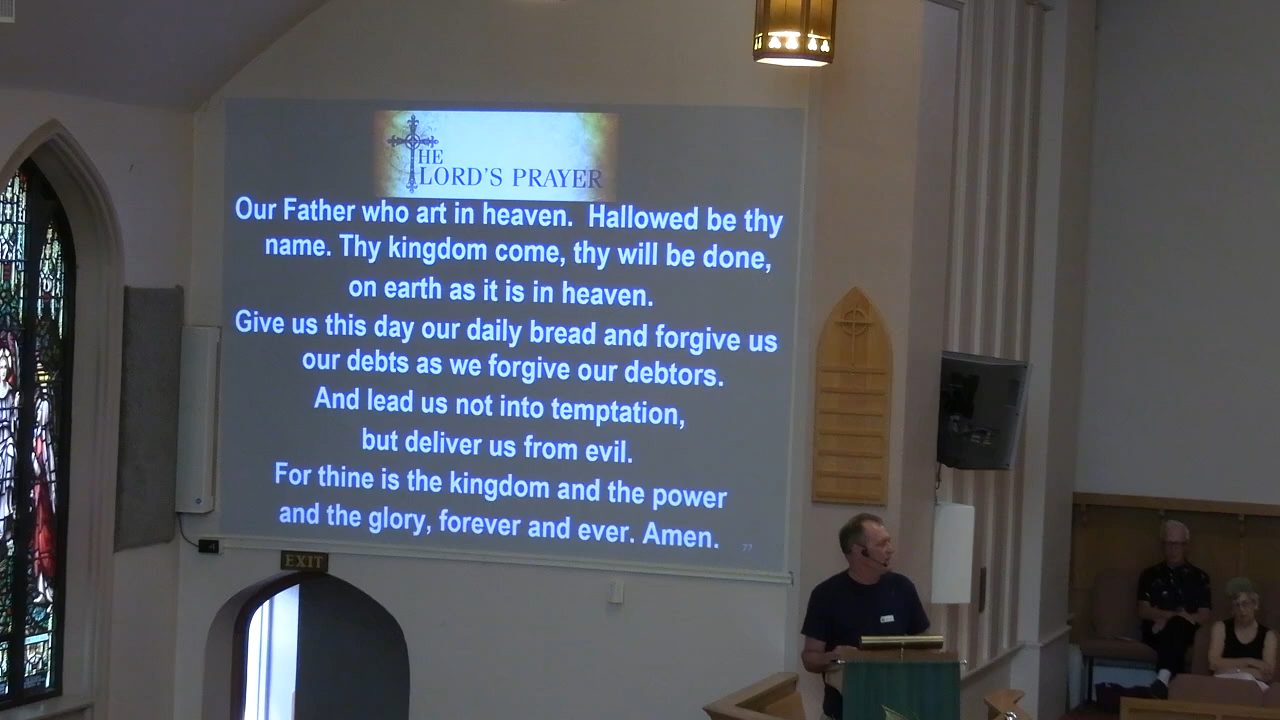 THE
LORD'S PRAYER
Our Father who art in heaven. Hallowed be thy
name. Thy kingdom come, thy will be done,
on earth as it is in heaven.
Give us this day our daily bread and forgive us
our debts as we forgive our debtors.
And lead us not into temptation,
but deliver us from evil.
For thine is the kingdom and the power
and the glory, forever and ever. Amen.
77
EXIT